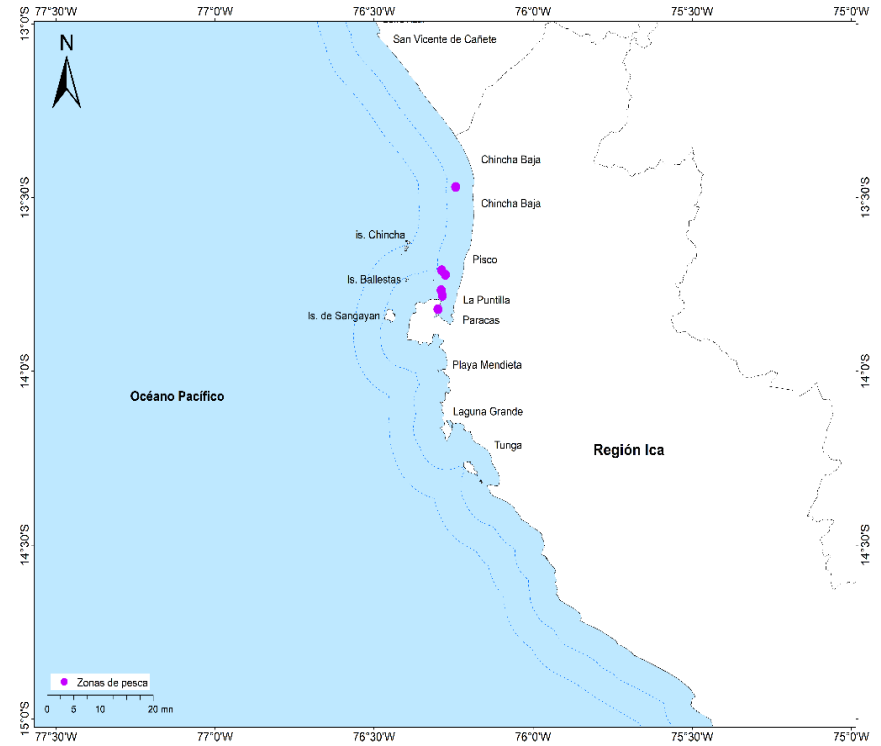 77°30'W 77°0'W 76°30'W 76°0'W 75°30'W 75°0'W
13°0'S 13°0'S
San Vicente de Cañete
N
Chincha Baja
13°30'S 13°30'S
Chincha Baja
is. Chincha
Pisco
Is. Ballestas
La Puntilla
Is. de Sangayan
Paracas
14°0'S 14°0'S
Playa Mendieta
Océano Pacífico
Laguna Grande
Tunga
Región Ica
14°30'S 14°30'S
Zonas de pesca
0 5 10 20 mn
15°0'S 15°0'S
77°30'W 77°0'W 76°30'W 76°0'W 75°30'W 75°0'W